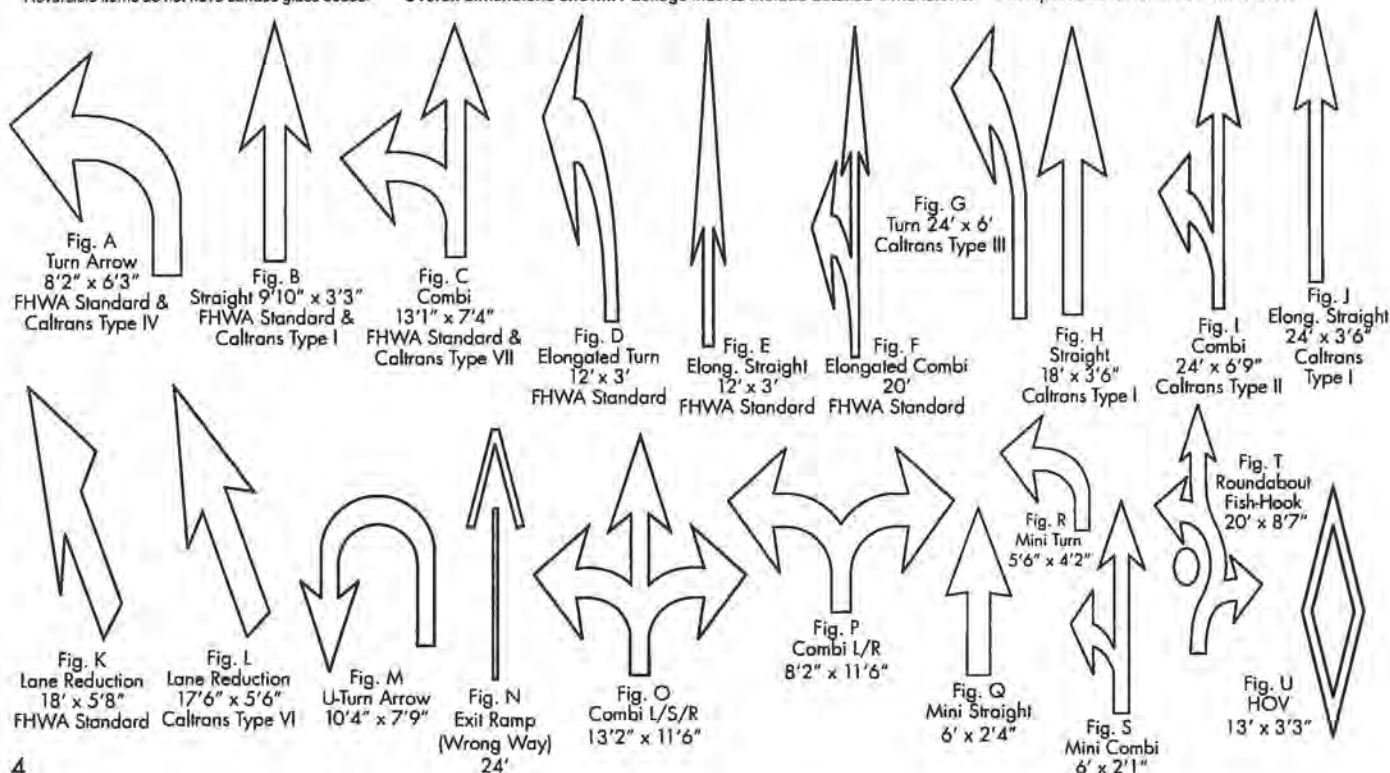 Fig. A
Turn Arrow
8'2" x 6'3"
FHWA Standard &
Caltrans Type IV
Fig. B
Straight 9'10" x 3'3"
FHWA Standard &
Caltrans Type I
Fig. C
Combi
13'1" x 7'4"
FHWA Standard &
Caltrans Type VII
Fig. D
Elongated Turn
12' x 3'
FHWA Standard
Fig. E
Elong. Straight
12' x 3'
FHWA Standard
Fig. F
Elongated Combi
20'
FHWA Standard
Fig. G
Turn 24' x 6'
Caltrans Type III
Fig. H
Straight
18' x 3'6"
Caltrans Type I
Fig. I
Combi
24' x 6'9"
Caltrans Type II
Fig. J
Elong. Straight
24' x 3'6"
Caltrans
Type I
Fig. K
Lane Reduction
18' x 5'8"
FHWA Standard
Fig. L
Lane Reduction
17'6" x 5'6"
Caltrans Type VI
Fig. M
U-Turn Arrow
10'4" x 7'9"
Fig. N
Exit Ramp
(Wrong Way)
24'
Fig. O
Combi L/S/R
13'2" x 11'6"
Fig. P
Combi L/R
8'2" x 11'6"
Fig. Q
Mini Straight
6' x 2'4"
Fig. R
Mini Turn
5'6" x 4'2"
Fig. S
Mini Combi
6' x 2'1"
Fig. T
Roundabout
Fish-Hook
20' x 8'7"
Fig. U
HOV
13' x 3'3"
4